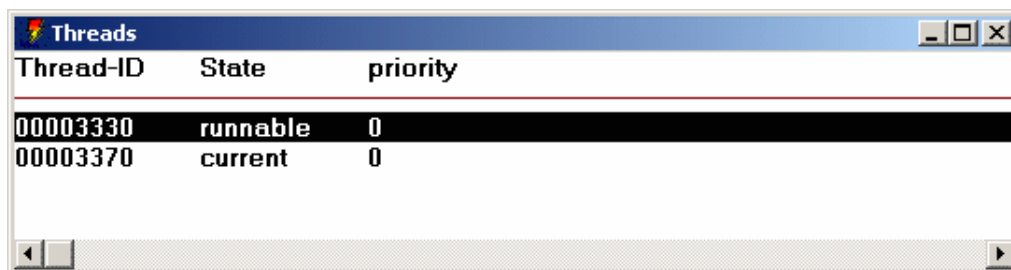 Threads
Thread-ID State priority
00003330 runnable 0
00003370 current 0